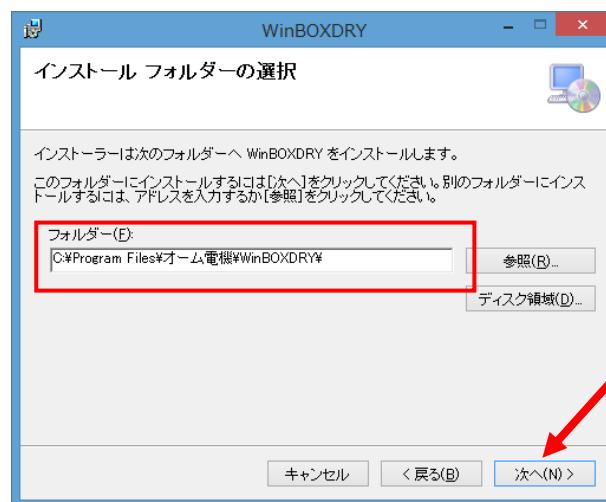 WinBOXDRY
インストール フォルダーの選択
インストーラーは次のフォルダーへ WinBOXDRY をインストールします。
このフォルダーにインストールするには[次へ]をクリックしてください。別のフォルダーにインス
トールするには、アドレスを入力するか[参照]をクリックしてください。
フォルダー(F):
C:¥Program Files¥オーム電機¥WinBOXDRY¥
参照(R)...
ディスク領域(D)...
キャンセル
< 戻る(B)
次へ(N) >